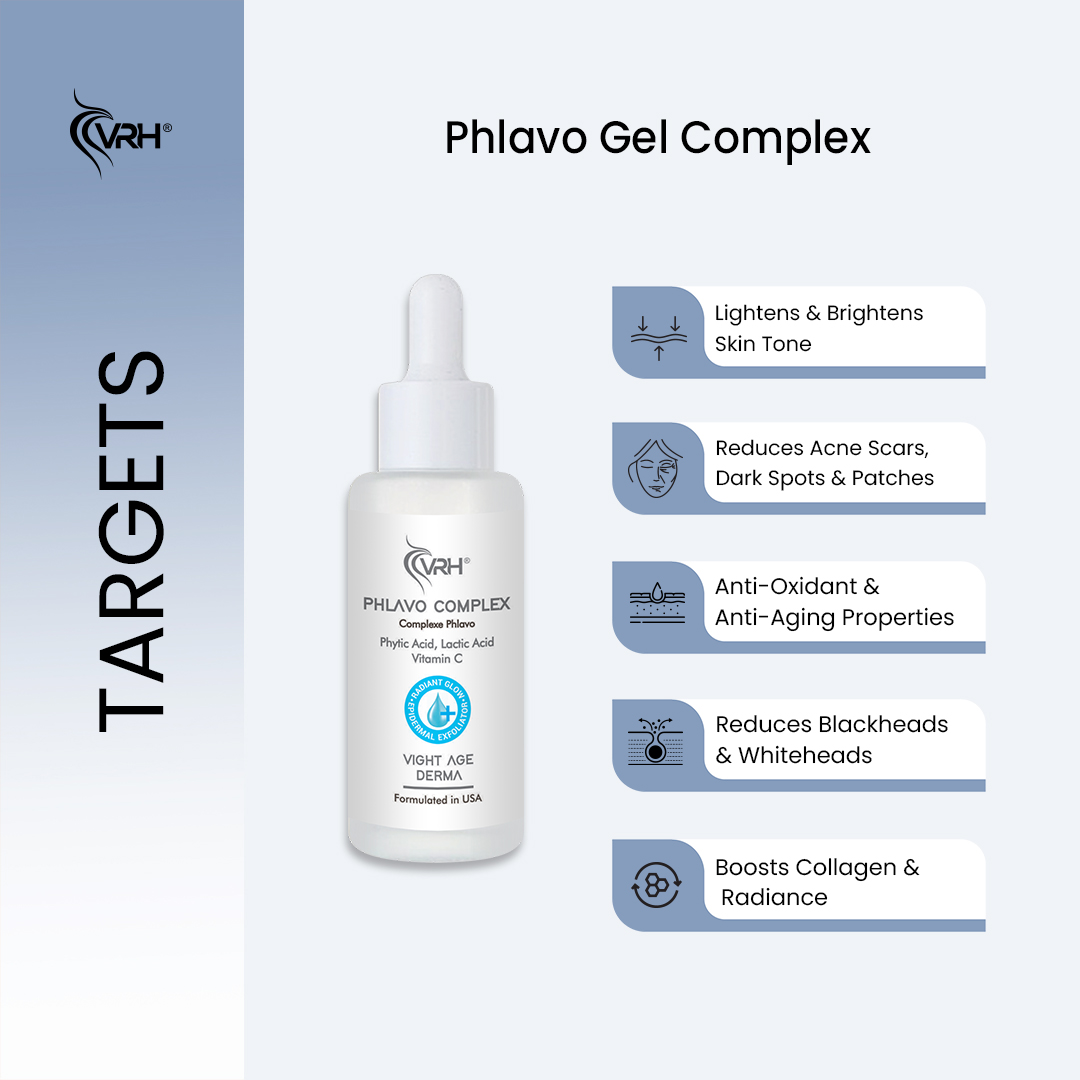 VRH®
TARGETS
Phlavo Gel Complex
VRH®
PHLAVO COMPLEX
Complexe Phlavo
Phytic Acid, Lactic Acid
Vitamin C
RADIANT GLOW
EPIDERMAL EXFOLIATOR
VIGHT AGE
DERMA
Formulated in USA
Lightens & Brightens
Skin Tone
Reduces Acne Scars,
Dark Spots & Patches
Anti-Oxidant &
Anti-Aging Properties
Reduces Blackheads
& Whiteheads
Boosts Collagen &
Radiance